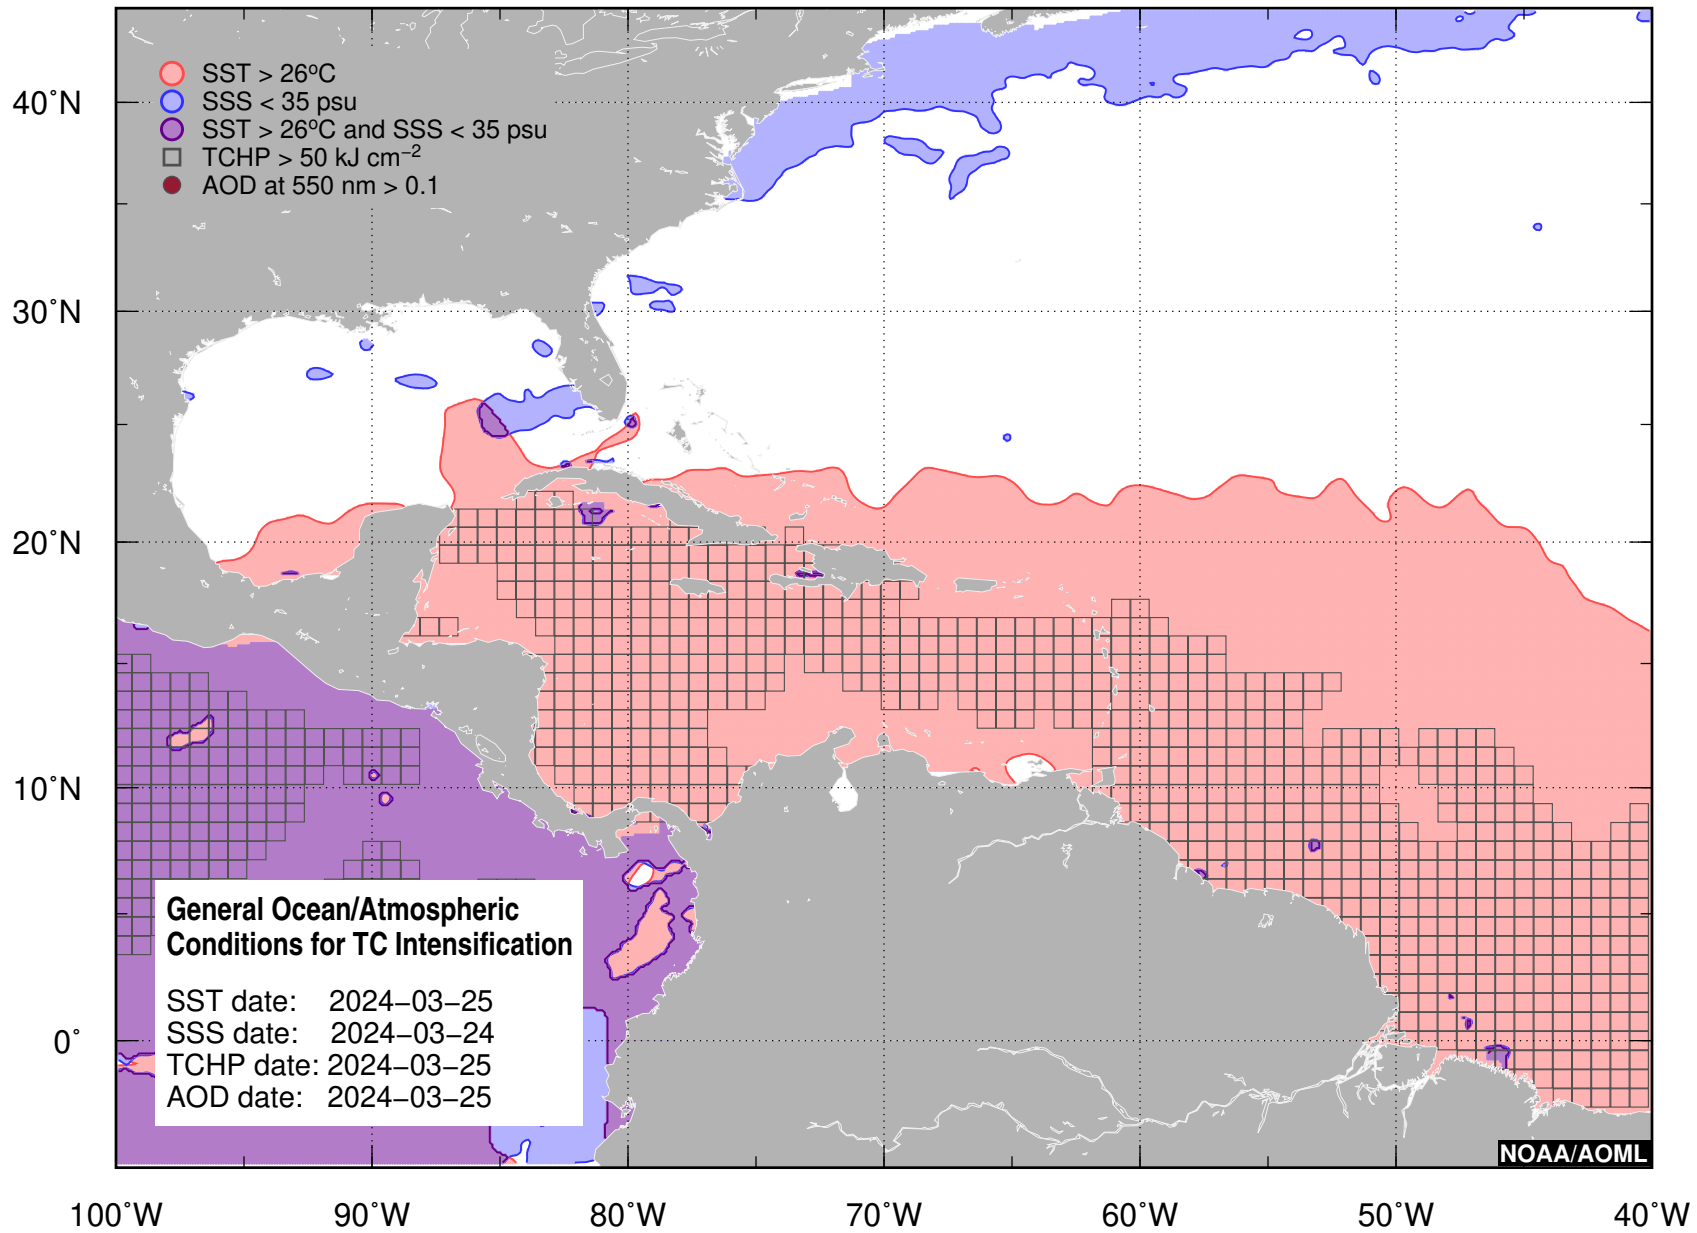 SST > 26ºC
SSS < 35 psu
SST > 26ºC and SSS < 35 psu
TCHP > 50 kJ cm−2
AOD at 550 nm > 0.1
40˚N
30˚N
20˚N
10˚N
0˚
General Ocean/Atmospheric
Conditions for TC Intensification
SST date: 2024−03−25
SSS date: 2024−03−24
TCHP date: 2024−03−25
AOD date: 2024−03−25
NOAA/AOML
100˚W 90˚W 80˚W 70˚W 60˚W 50˚W 40˚W